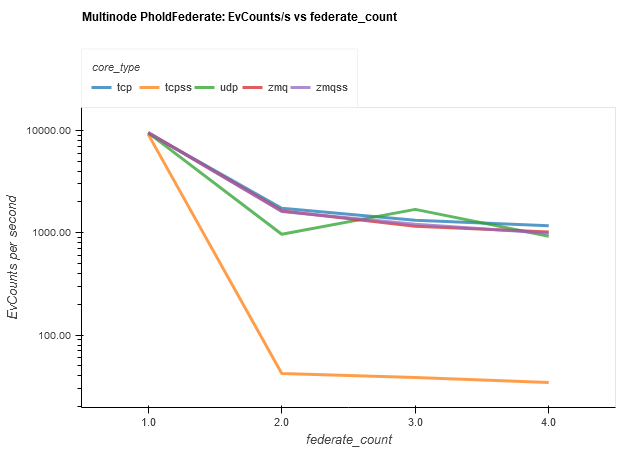 Multinode PholdFederate: EvCounts/s vs federate_count
core_type
tcp tcpss udp zmq zmqss
10000.00
1000.00
100.00
EvCounts per second
1.0 2.0 3.0 4.0
federate_count